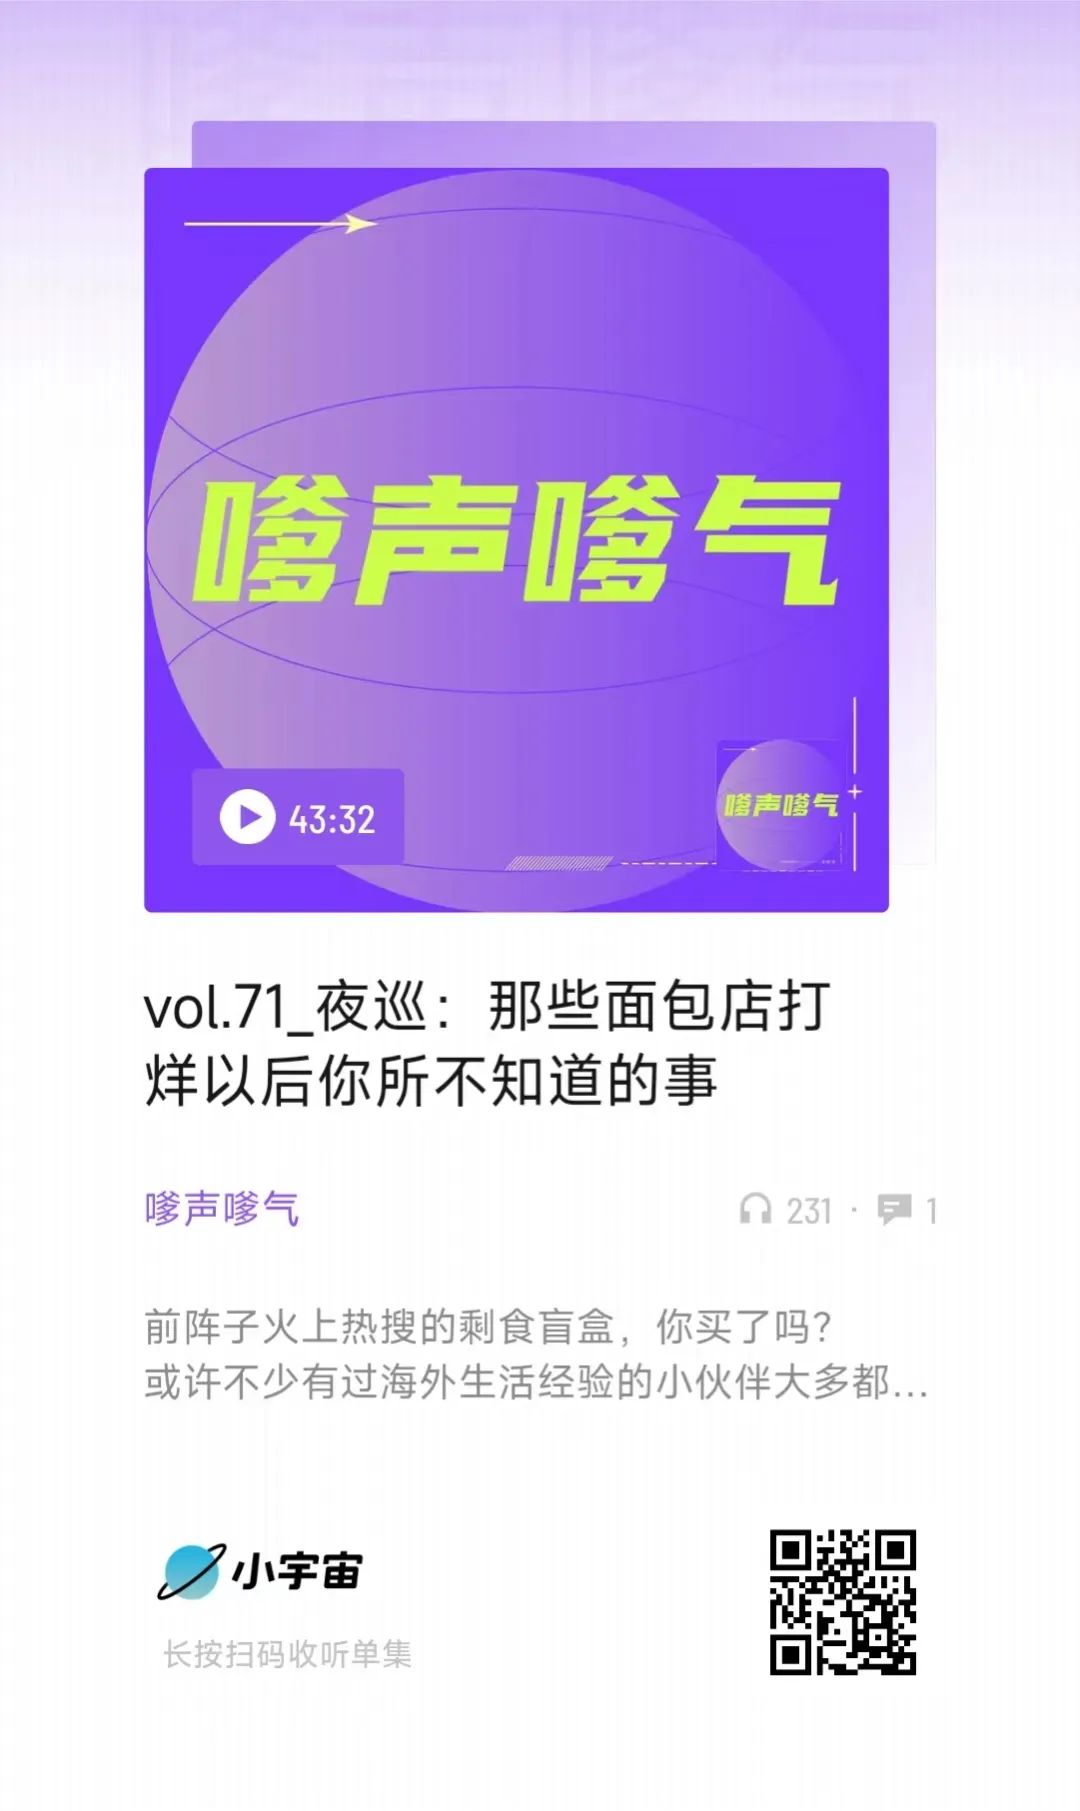 嗲声嗲气
43:32
嗲声嗲气
vol.71_夜巡：那些面包店打
烊以后你所不知道的事
嗲声嗲气
231 · 1
前阵子火上热搜的剩食盲盒，你买了吗？
或许不少有过海外生活经验的小伙伴大多都...
小宇宙
长按扫码收听单集